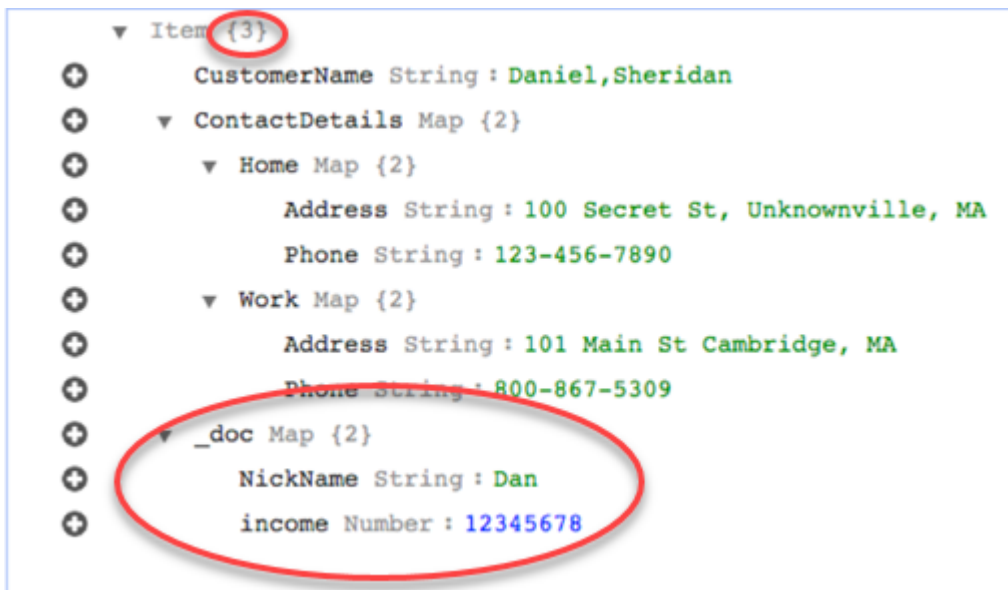 Item {3}
CustomerName String : Daniel,Sheridan
ContactDetails Map {2}
Home Map {2}
Address String : 100 Secret St, Unknownville, MA
Phone String : 123-456-7890
Work Map {2}
Address String : 101 Main St Cambridge, MA
Phone String : 800-867-5309
_doc Map {2}
NickName String : Dan
income Number : 12345678